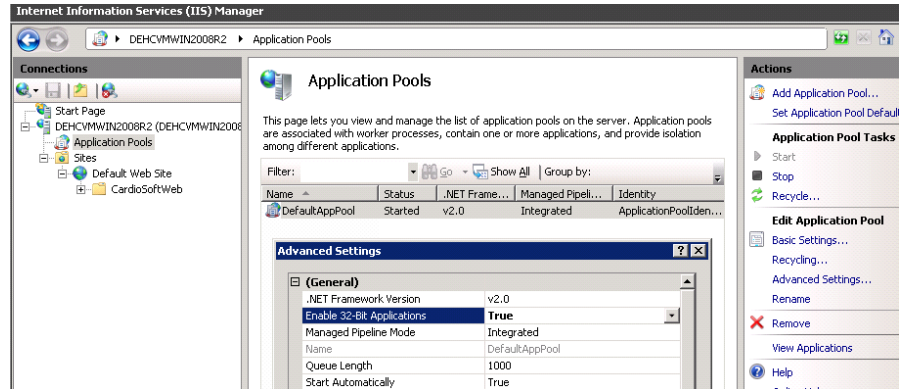 Internet Information Services (IIS) Manager
DEHCVMWIN2008R2 Application Pools
Connections
Start Page
DEHCVMWIN2008R2 (DEHCVMWIN2008
Application Pools
Sites
Default Web Site
CardioSoftWeb
Application Pools
This page lets you view and manage the list of application pools on the server. Application pools
are associated with worker processes, contain one or more applications, and provide isolation
among different applications.
Filter: Go Show All Group by:
Name Status .NET Frame... Managed Pipeli... Identity
DefaultAppPool Started v2.0 Integrated ApplicationPoolIden...
Advanced Settings
(General)
.NET Framework Version v2.0
Enable 32-Bit Applications True
Managed Pipeline Mode Integrated
Name DefaultAppPool
Queue Length 1000
Start Automatically True
Actions
Add Application Pool...
Set Application Pool Default
Application Pool Tasks
Start
Stop
Recycle...
Edit Application Pool
Basic Settings...
Recycling...
Advanced Settings...
Rename
Remove
View Applications
Help